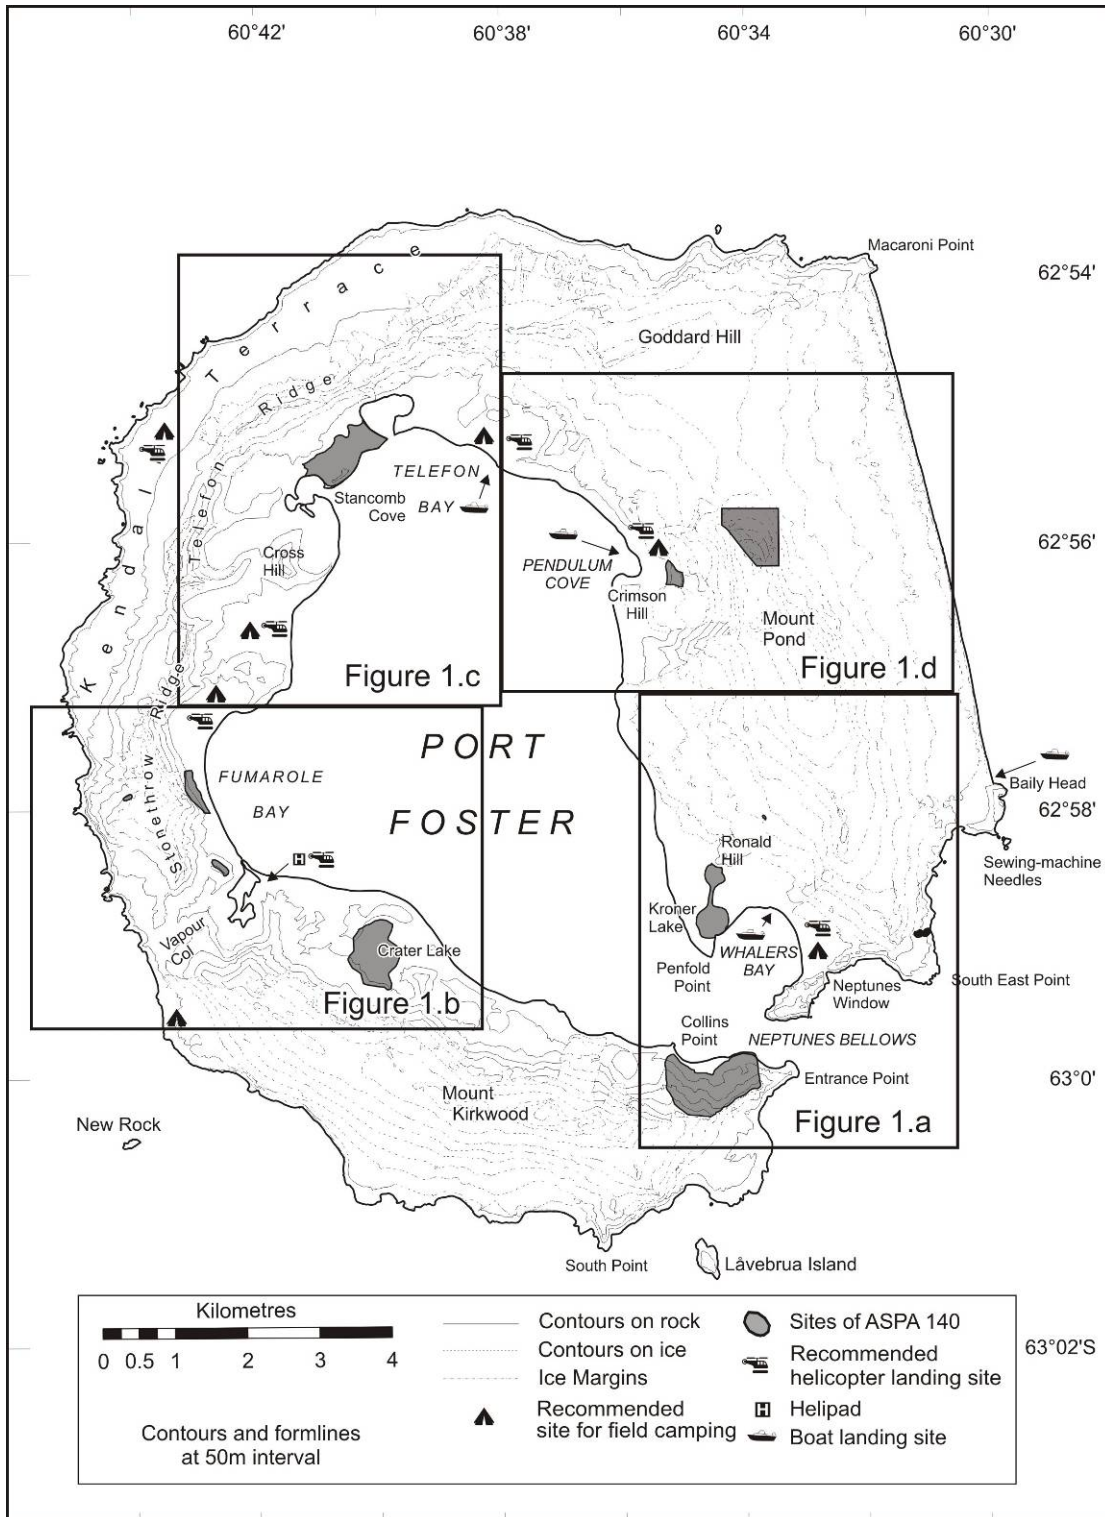 60°42'
60°38'
60°34'
60°30'
Macaroni Point
62°54'
Goddard Hill
Kendall Terrace
Telefon Ridge
TELEFON
BAY
Stancomb
Cove
Cross
Hill
PENDULUM
COVE
62°56'
Crimson
Hill
Mount
Pond
Figure 1.c
Figure 1.d
Stonethrow Ridge
PORT
FOSTER
FUMAROLE
BAY
Baily Head
62°58'
Ronald
Hill
Sewing-machine
Needles
H
Kroner
Lake
Vapour
Col
Crater Lake
WHALERS
BAY
Penfold
Point
Neptunes
Window
South East Point
Figure 1.b
Collins
Point
NEPTUNES BELLOWS
Entrance Point
63°0'
Mount
Kirkwood
Figure 1.a
New Rock
South Point
Låvebrua Island
Kilometres
0 0.5 1 2 3 4
Contours and formlines
at 50m interval
Contours on rock
Contours on ice
Ice Margins
Recommended
site for field camping
Sites of ASPA 140
Recommended
helicopter landing site
H Helipad
Boat landing site
63°02'S